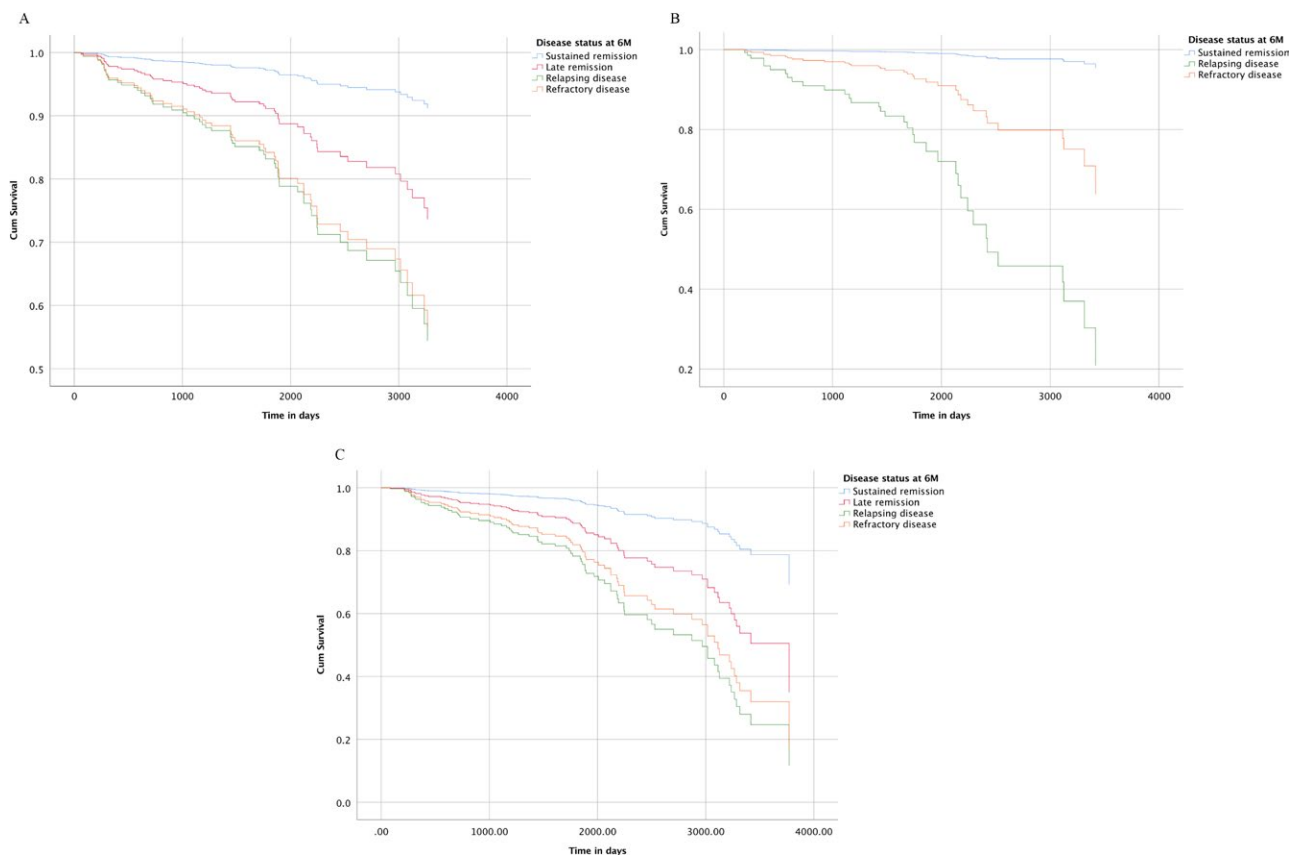 A
Disease status at 6M
Sustained remission
Late remission
Relapsing disease
Refractory disease
Cum Survival
1.0
0.9
0.8
0.7
0.6
0.5
0 1000 2000 3000 4000
Time in days
B
Disease status at 6M
Sustained remission
Relapsing disease
Refractory disease
Cum Survival
1.0
0.8
0.6
0.4
0.2
0 1000 2000 3000 4000
Time in days
C
Disease status at 6M
Sustained remission
Late remission
Relapsing disease
Refractory disease
Cum Survival
1.0
0.8
0.6
0.4
0.2
0.0
.00 1000.00 2000.00 3000.00 4000.00
Time in days